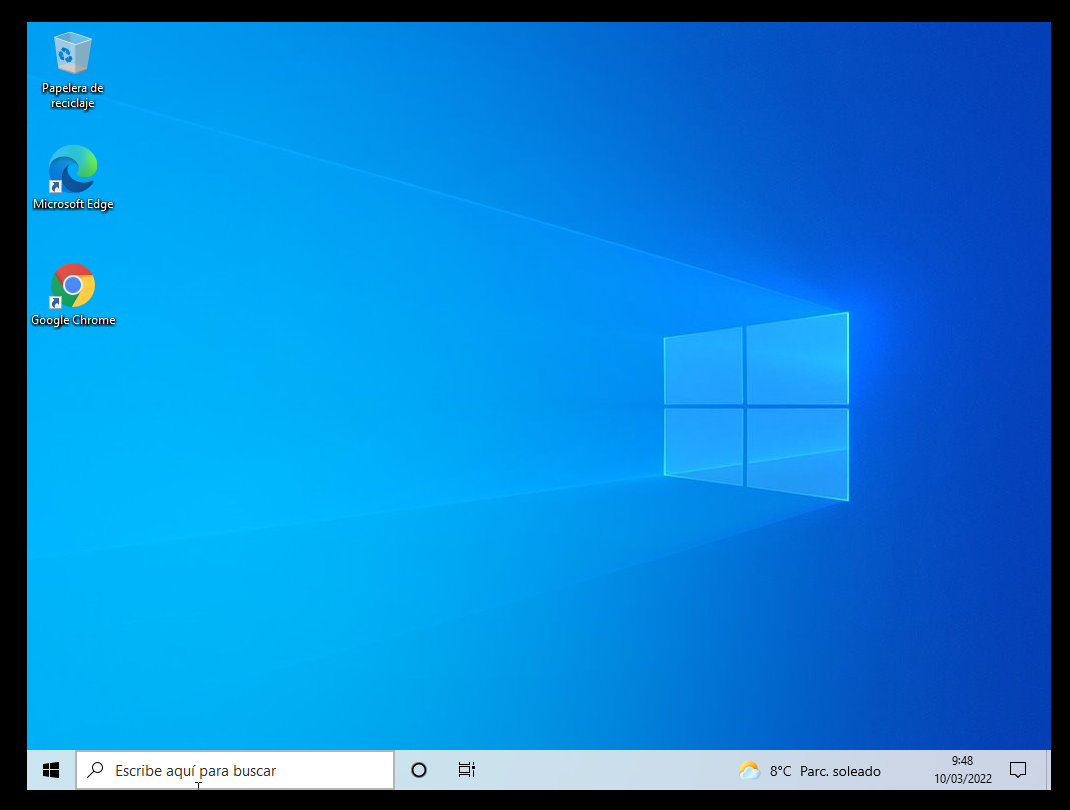 Papelera de
reciclaje
Microsoft Edge
Google Chrome
Escribe aquí para buscar
8°C Parc. soleado
9:48
10/03/2022